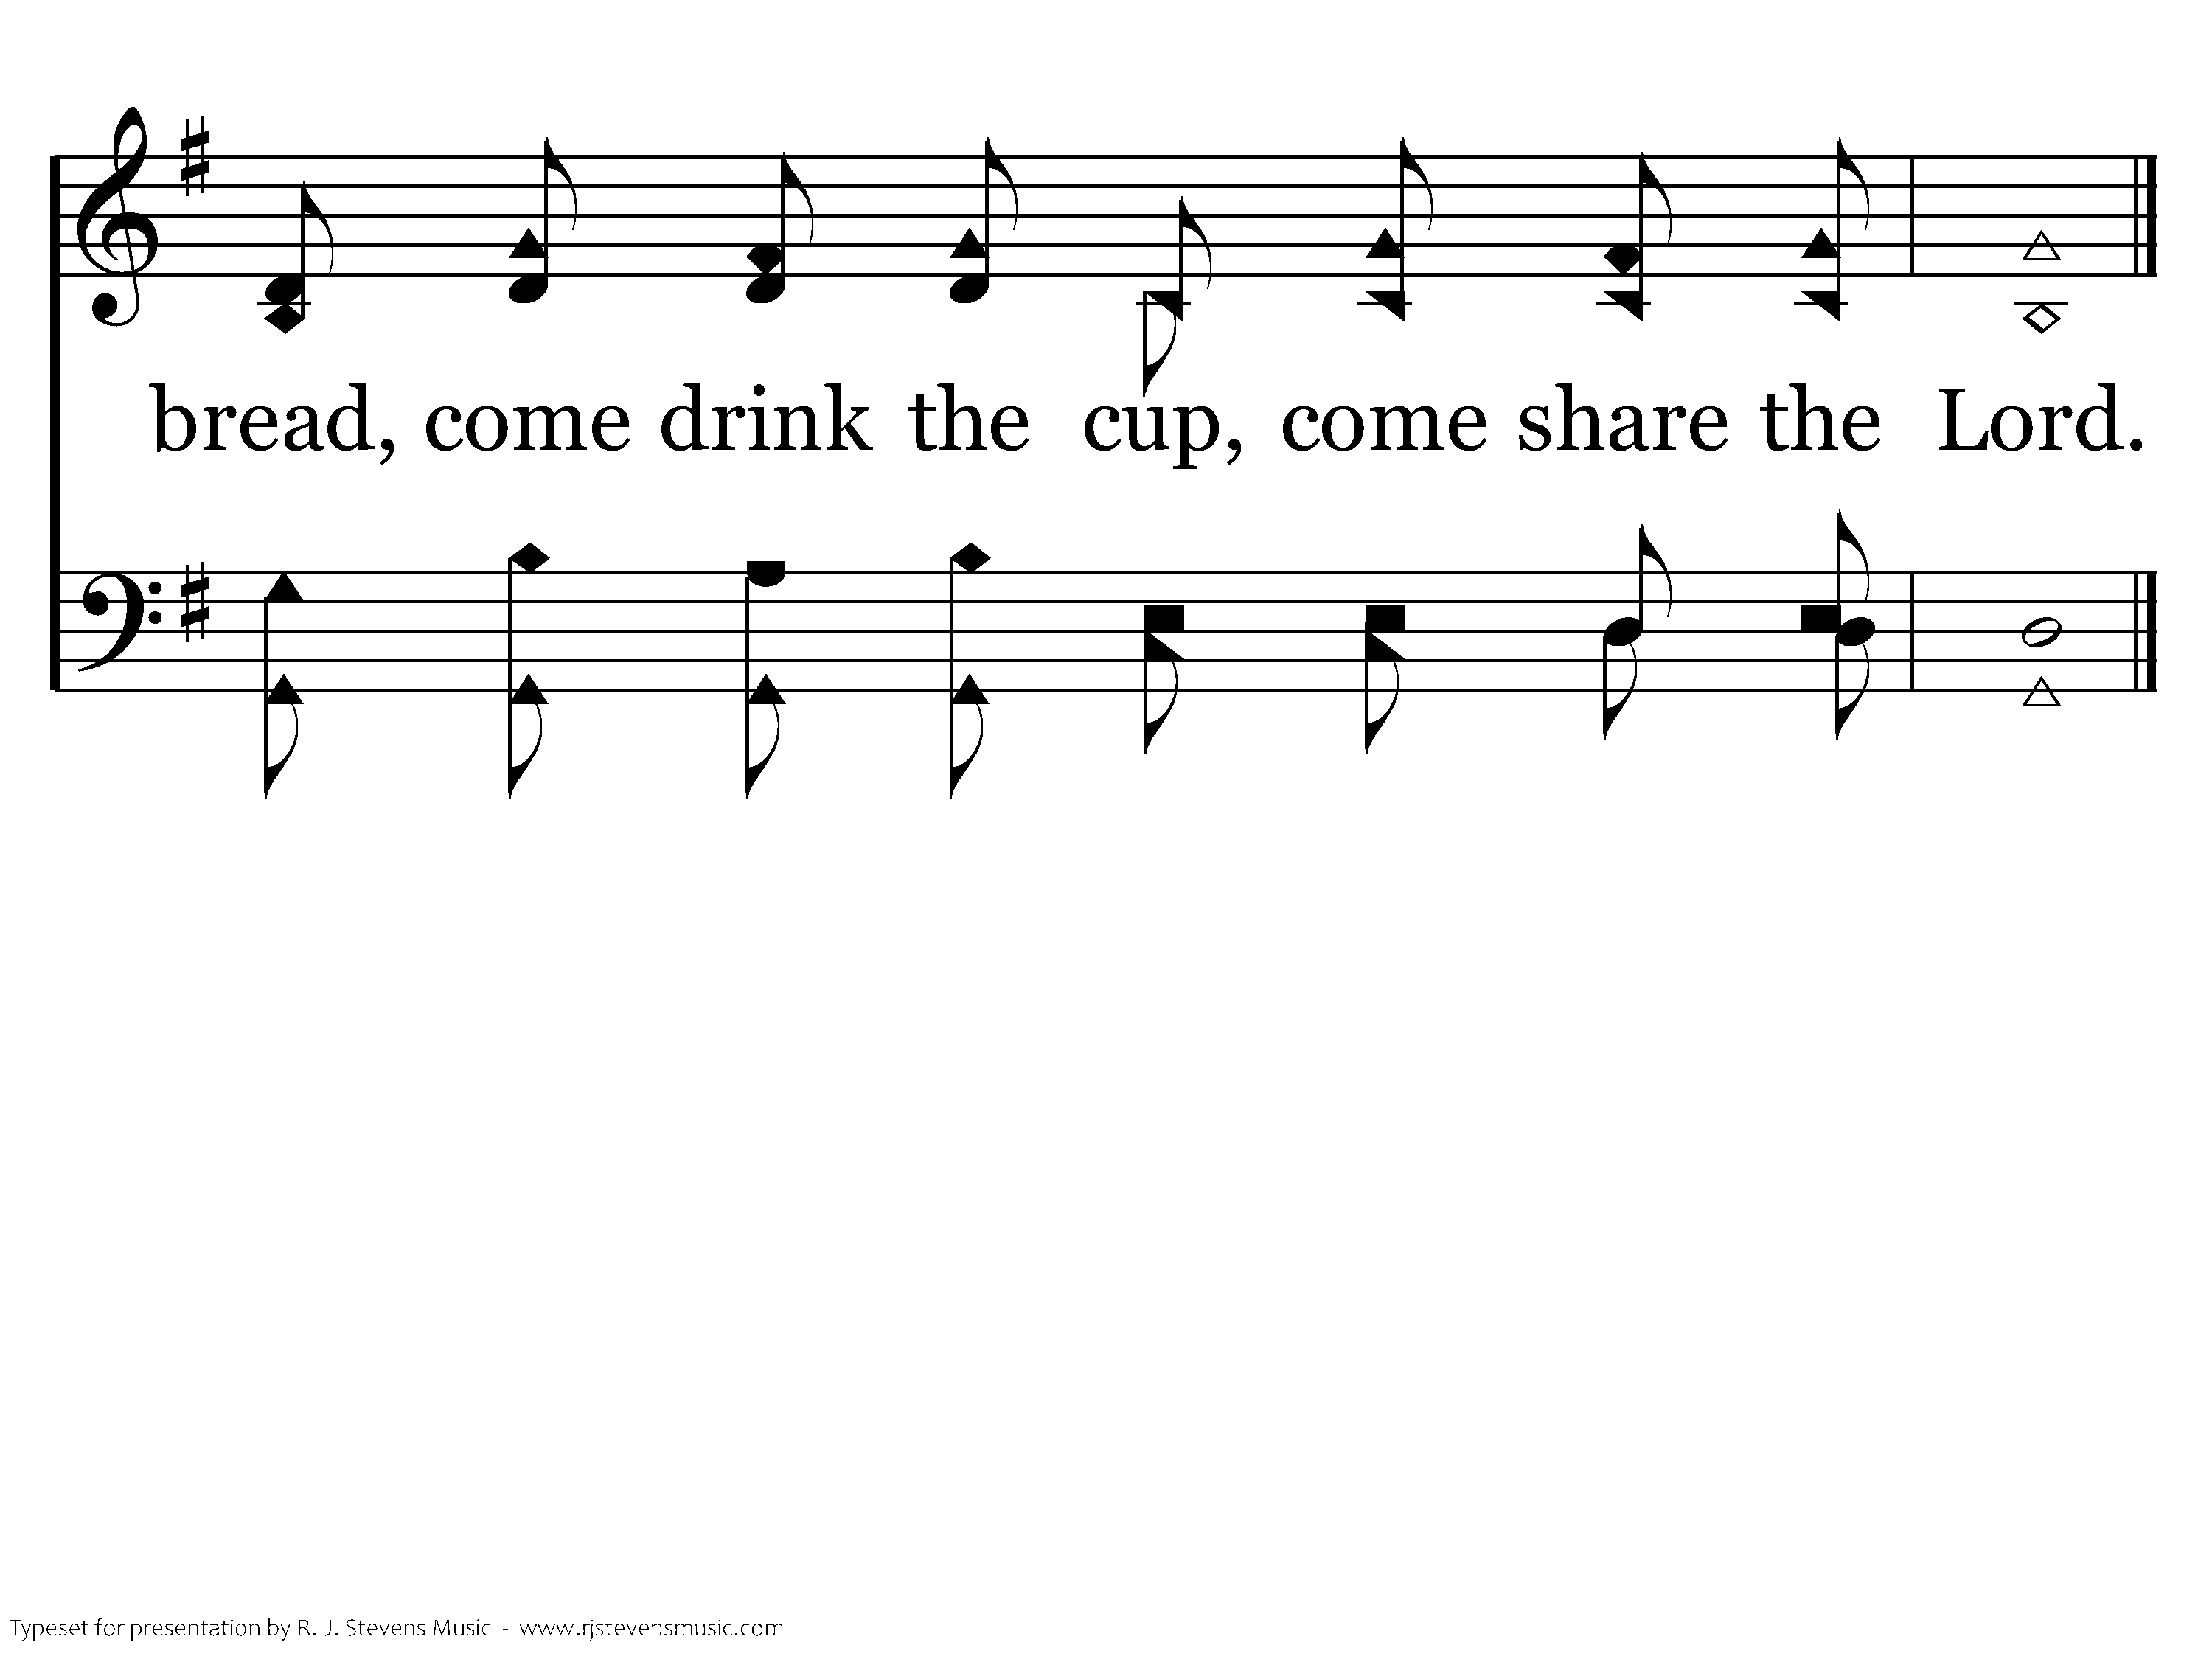 bread, come drink the cup, come share the Lord.
Typeset for presentation by R. J. Stevens Music - www.rjstevensmusic.com